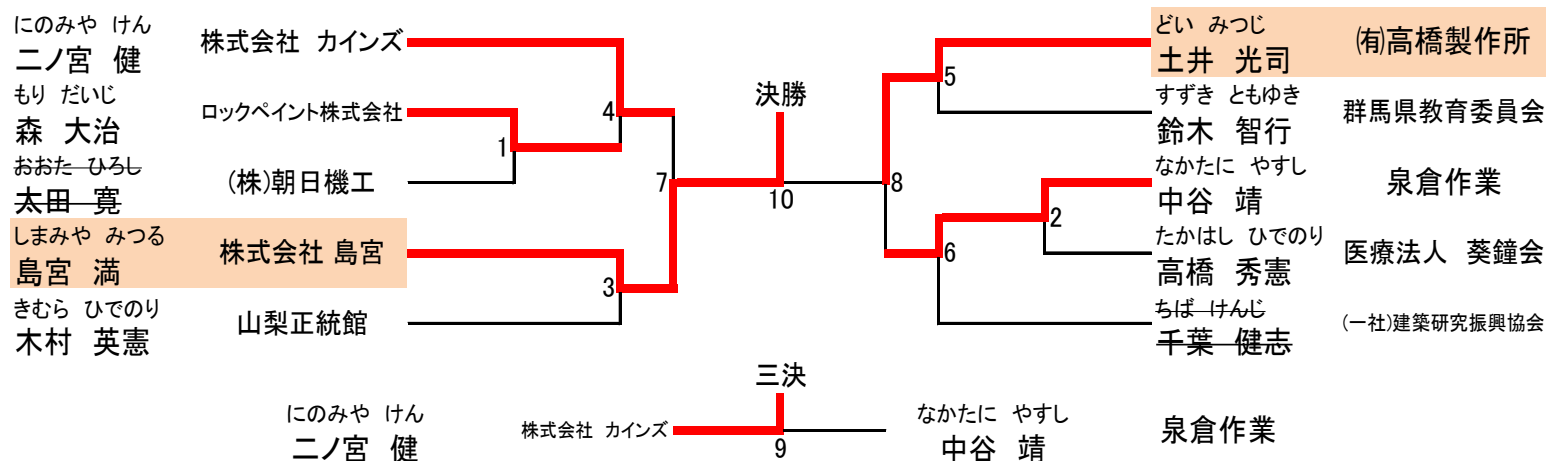 にのみや けん
二ノ宮 健 株式会社 カインズ
もり だいじ
森 大治 ロックペイント株式会社
おおた ひろし
太田 寛 (株)朝日機工
しまみや みつる
島宮 満 株式会社 島宮
きむら ひでのり
木村 英憲 山梨正統館
1
4
3
7
決勝
10
8
5
6
2
どい みつじ
土井 光司 ㈲高橋製作所
すずき ともゆき
鈴木 智行 群馬県教育委員会
なかたに やすし
中谷 靖 泉倉作業
たかはし ひでのり
高橋 秀憲 医療法人 葵鐘会
ちば けんじ
千葉 健志 (一社)建築研究振興協会
三決
にのみや けん
二ノ宮 健 株式会社 カインズ
9
なかたに やすし
中谷 靖 泉倉作業